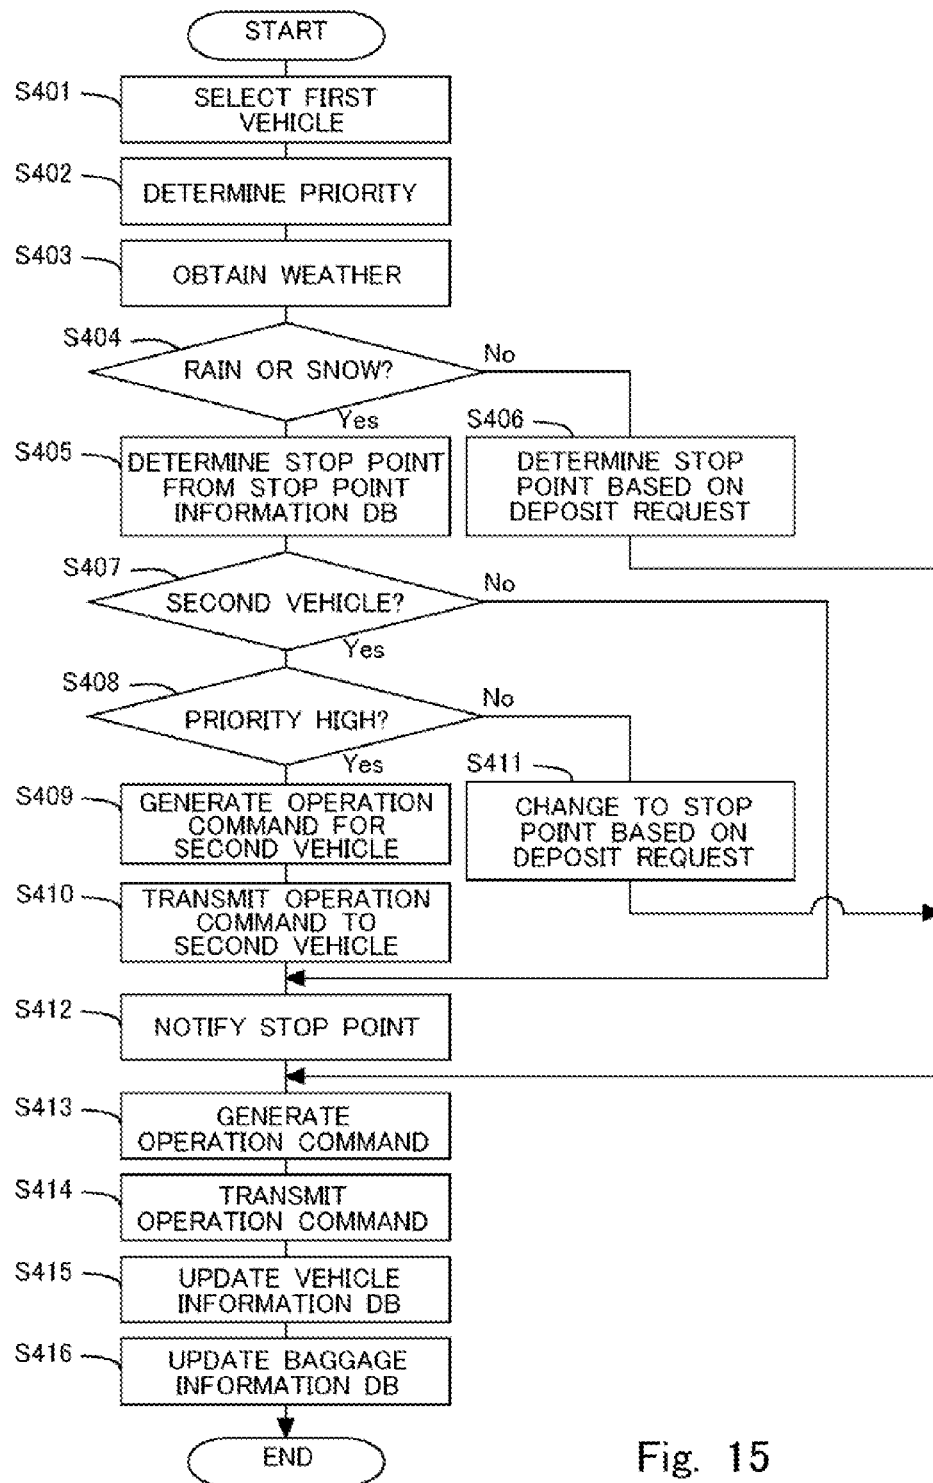 START
S401
SELECT FIRST
VEHICLE
S402
DETERMINE PRIORITY
S403
OBTAIN WEATHER
S404
RAIN OR SNOW?
No
Yes
S405
DETERMINE STOP POINT
FROM STOP POINT
INFORMATION DB
S406
DETERMINE STOP
POINT BASED ON
DEPOSIT REQUEST
S407
SECOND VEHICLE?
No
Yes
S408
PRIORITY HIGH?
No
Yes
S409
GENERATE OPERATION
COMMAND FOR
SECOND VEHICLE
S411
CHANGE TO STOP
POINT BASED ON
DEPOSIT REQUEST
S410
TRANSMIT OPERATION
COMMAND TO
SECOND VEHICLE
S412
NOTIFY STOP POINT
S413
GENERATE
OPERATION COMMAND
S414
TRANSMIT
OPERATION COMMAND
S415
UPDATE VEHICLE
INFORMATION DB
S416
UPDATE BAGGAGE
INFORMATION DB
END
Fig. 15